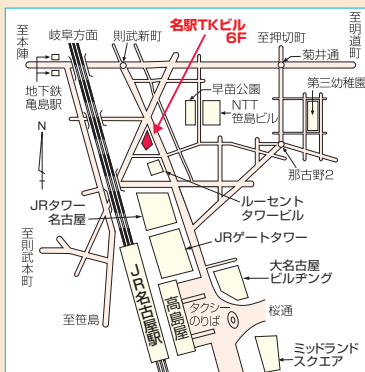 至本陣
岐阜方面
則武新町
名駅TKビル
6F
至押切町
菊井通
至明道町
地下鉄
亀島駅
早苗公園
NTT
笹島ビル
第三幼稚園
N
那古野2
ルーセント
タワービル
JRタワー
名古屋
JRゲートタワー
至則武本町
大名古屋
ビルヂング
JR名古屋駅
高島屋
タクシー
のりば
桜通
至笹島
ミッドランド
スクエア